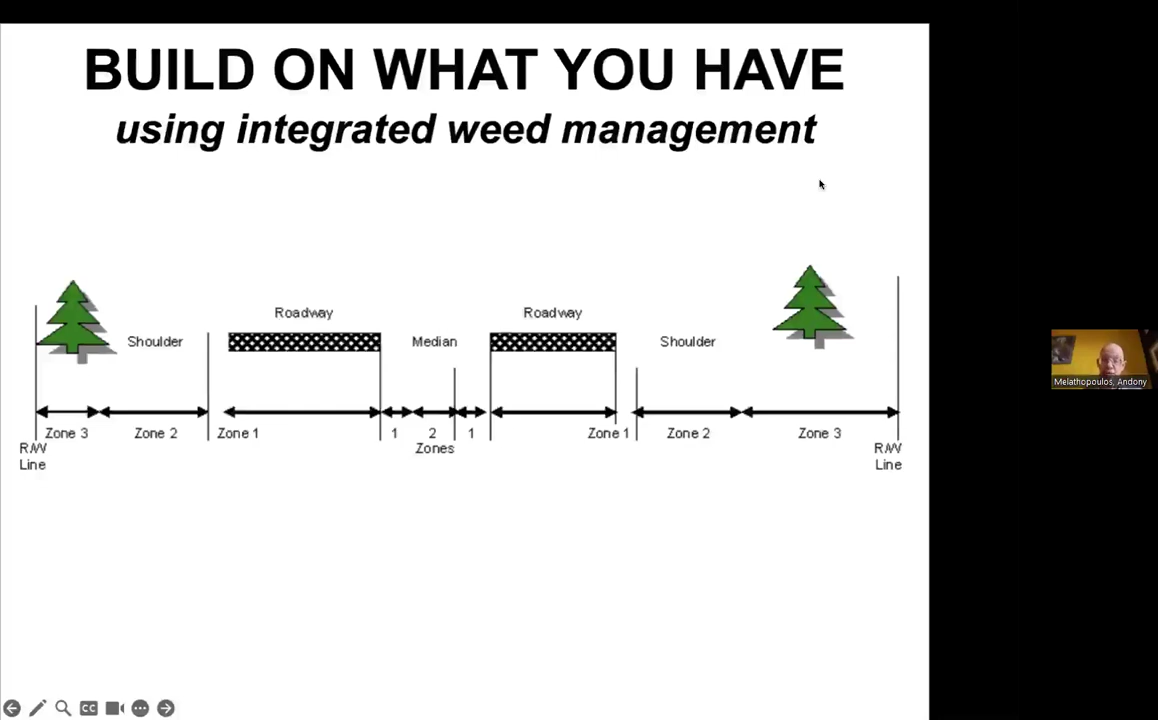 BUILD ON WHAT YOU HAVE
using integrated weed management
Roadway
Roadway
Shoulder
Median
Shoulder
Zone 3
Zone 2
Zone 1
1
2
1
Zone 1
Zone 2
Zone 3
Zones
R/W
Line
R/W
Line
Melathopoulos, Andony
CC